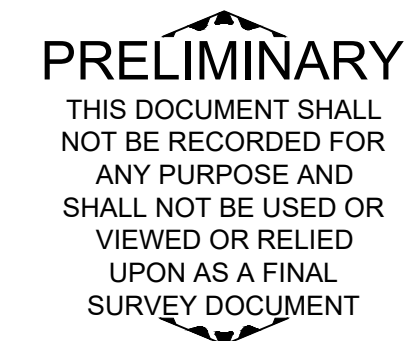 PRELIMINARY
THIS DOCUMENT SHALL
NOT BE RECORDED FOR
ANY PURPOSE AND
SHALL NOT BE USED OR
VIEWED OR RELIED
UPON AS A FINAL
SURVEY DOCUMENT